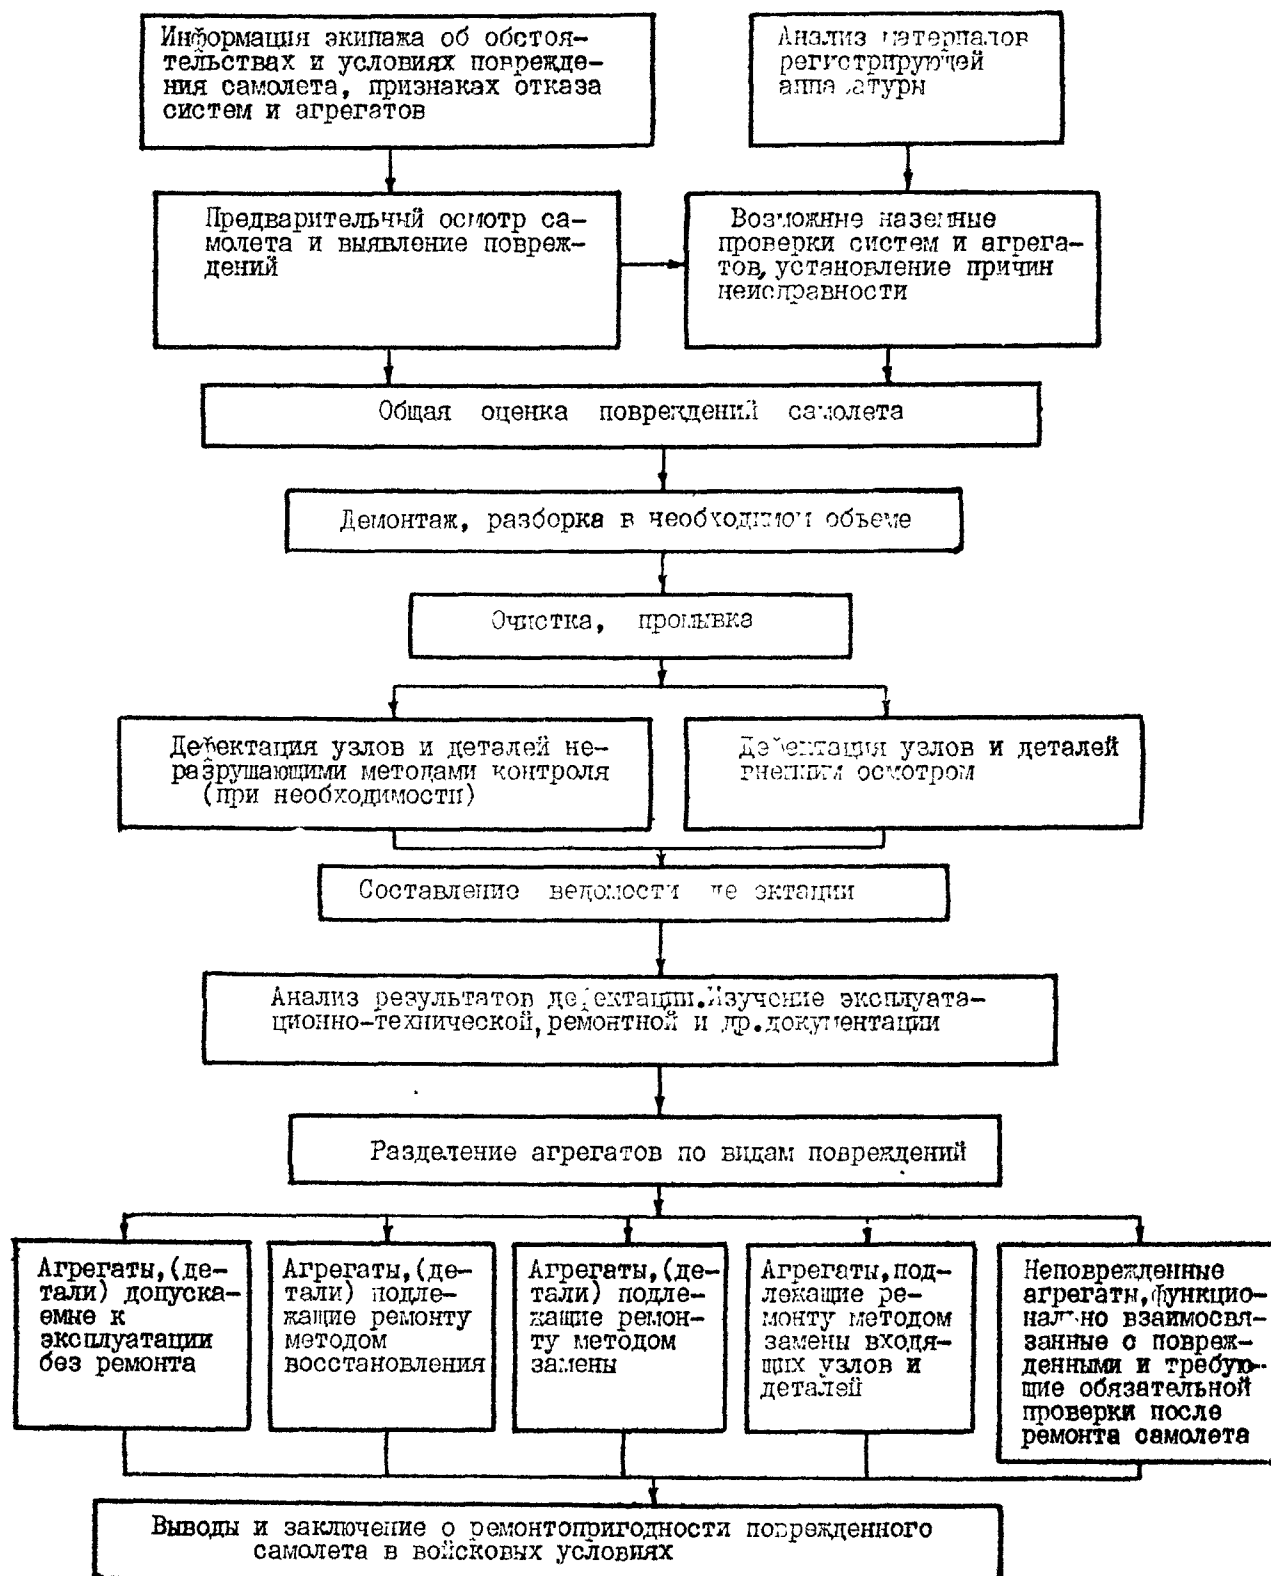 Информация экипажа об обстоя-
тельствах и условиях поврежде-
ния самолета, признаках отказа
систем и агрегатов
Анализ материалов
регистрирующей
аппаратуры
Предварительный осмотр са-
молета и выявление повреж-
дений
Возможные наземные
проверки систем и агрега-
тов, установление причин
неисправности
Общая оценка повреждений самолета
Демонтаж, разборка в необходимом объеме
Очистка, промывка
Дефектация узлов и деталей не-
разрушающими методами контроля
(при необходимости)
Дефектация узлов и деталей
внешним осмотром
Составление ведомости дефектации
Анализ результатов дефектации. Изучение эксплуата-
ционно-технической, ремонтной и др. документации
Разделение агрегатов по видам повреждений
Агрегаты, (де-
тали) допуска-
емые к
эксплуатации
без ремонта
Агрегаты, (де-
тали) подле-
жащие ремонту
методом
восстановления
Агрегаты, (де-
тали) подле-
жащие ремон-
ту методом
замены
Агрегаты, под-
лежащие ре-
монту методом
замены входя-
щих узлов и
деталей
Неповрежденные
агрегаты, функцио-
нально взаимосвя-
занные с повреж-
денными и требую-
щие обязательной
проверки после
ремонта самолета
Выводы и заключение о ремонтопригодности поврежденного
самолета в войсковых условиях